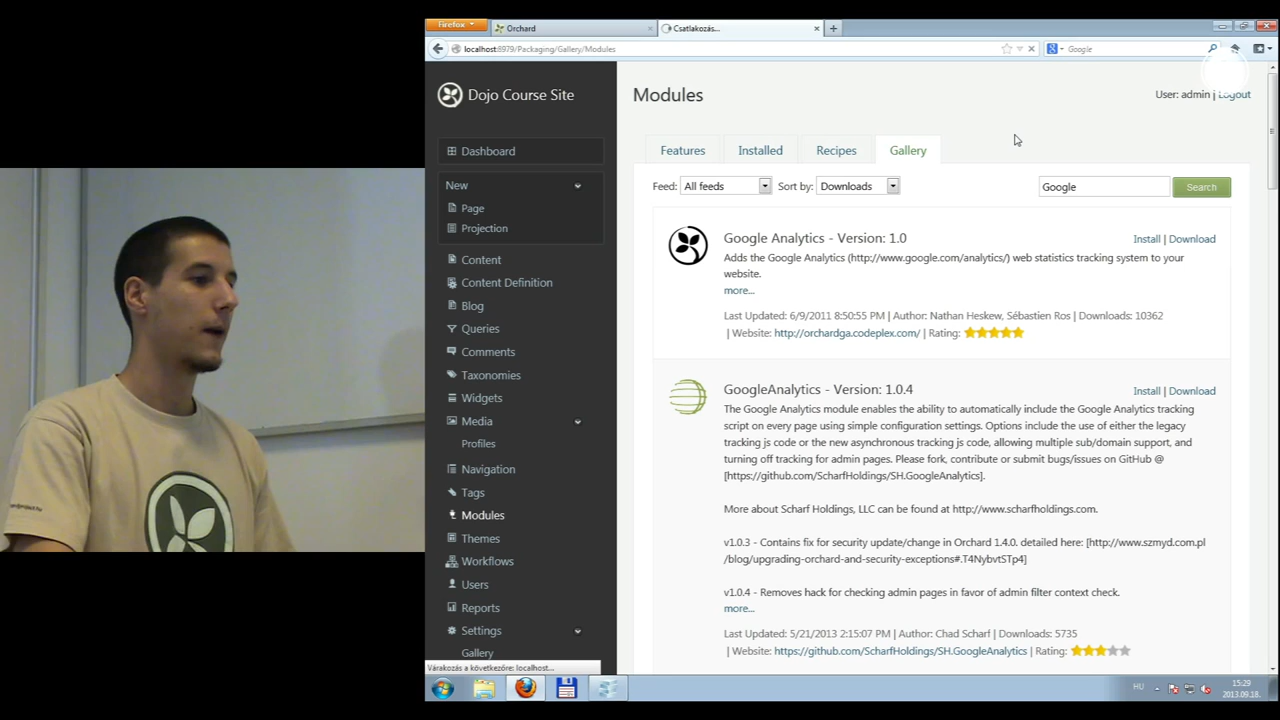 Firefox
Orchard
Csatlakozás...
localhost:8979/Packaging/Gallery/Modules
Google
Dojo Course Site
Dashboard
New
Page
Projection
Content
Content Definition
Blog
Queries
Comments
Taxonomies
Widgets
Media
Profiles
Navigation
Tags
Modules
Themes
Workflows
Users
Reports
Settings
Gallery
Várakozás a következőre: localhost...
Modules
User: admin | Logout
Features Installed Recipes Gallery
Feed: All feeds Sort by: Downloads Google Search
Google Analytics - Version: 1.0 Install | Download
Adds the Google Analytics (http://www.google.com/analytics/) web statistics tracking system to your
website.
more...
Last Updated: 6/9/2011 8:50:55 PM | Author: Nathan Heskew, Sébastien Ros | Downloads: 10362
| Website: http://orchardga.codeplex.com/ | Rating:
GoogleAnalytics - Version: 1.0.4 Install | Download
The Google Analytics module enables the ability to automatically include the Google Analytics tracking
script on every page using simple configuration settings. Options include the use of either the legacy
tracking js code or the new asynchronous tracking js code, allowing multiple sub/domain support, and
turning off tracking for admin pages. Please fork, contribute or submit bugs/issues on GitHub @
[https://github.com/ScharfHoldings/SH.GoogleAnalytics].
More about Scharf Holdings, LLC can be found at http://www.scharfholdings.com.
v1.0.3 - Contains fix for security update/change in Orchard 1.4.0. detailed here: [http://www.szmyd.com.pl
/blog/upgrading-orchard-and-security-exceptions#.T4NybvtSTp4]
v1.0.4 - Removes hack for checking admin pages in favor of admin filter context check.
more...
Last Updated: 5/21/2013 2:15:07 PM | Author: Chad Scharf | Downloads: 5735
| Website: https://github.com/ScharfHoldings/SH.GoogleAnalytics | Rating:
HU
15:29
2013.09.18.